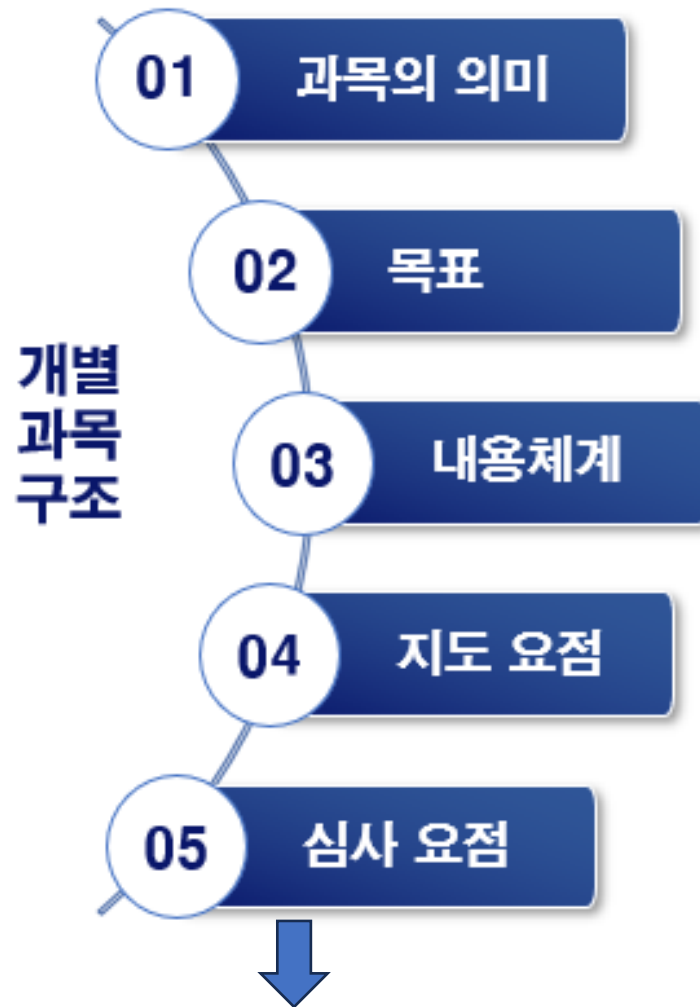 01 과목의 의미
02 목표
개별
과목
구조
03 내용체계
04 지도 요점
05 심사 요점